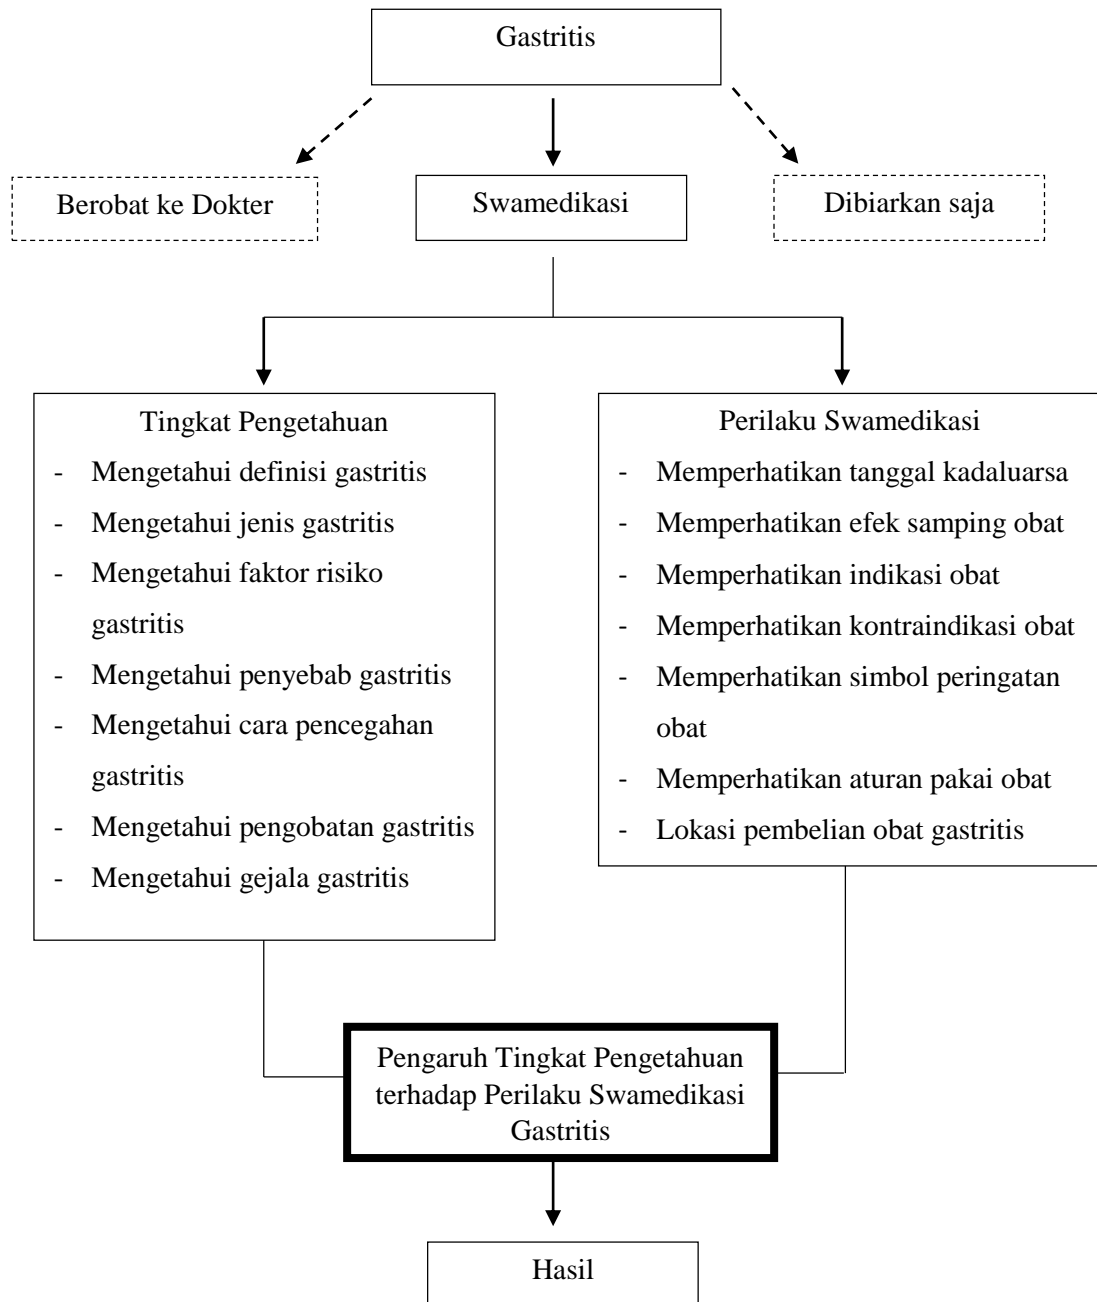 Gastritis
Berobat ke Dokter
Swamedikasi
Dibiarkan saja
Tingkat Pengetahuan
- Mengetahui definisi gastritis
- Mengetahui jenis gastritis
- Mengetahui faktor risiko
gastritis
- Mengetahui penyebab gastritis
- Mengetahui cara pencegahan
gastritis
- Mengetahui pengobatan gastritis
- Mengetahui gejala gastritis
Perilaku Swamedikasi
- Memperhatikan tanggal kadaluarsa
- Memperhatikan efek samping obat
- Memperhatikan indikasi obat
- Memperhatikan kontraindikasi obat
- Memperhatikan simbol peringatan
obat
- Memperhatikan aturan pakai obat
- Lokasi pembelian obat gastritis
Pengaruh Tingkat Pengetahuan
terhadap Perilaku Swamedikasi
Gastritis
Hasil